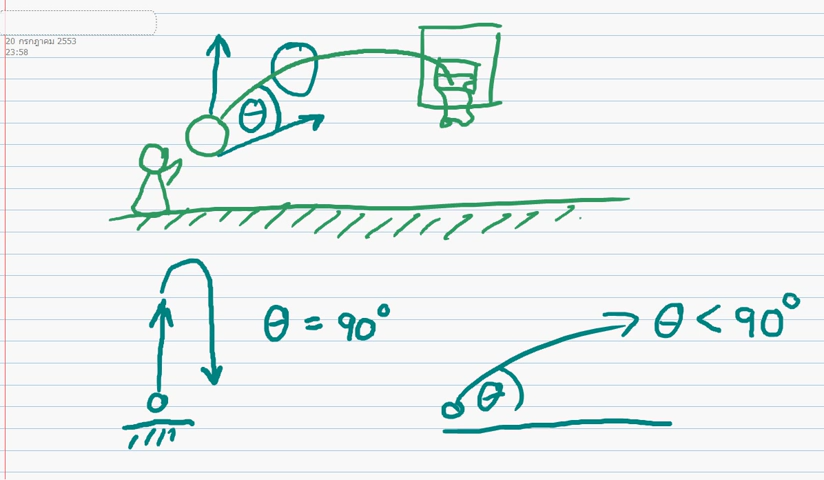 20 กรกฎาคม 2553
23:58
θ
θ = 90°
θ
θ < 90°